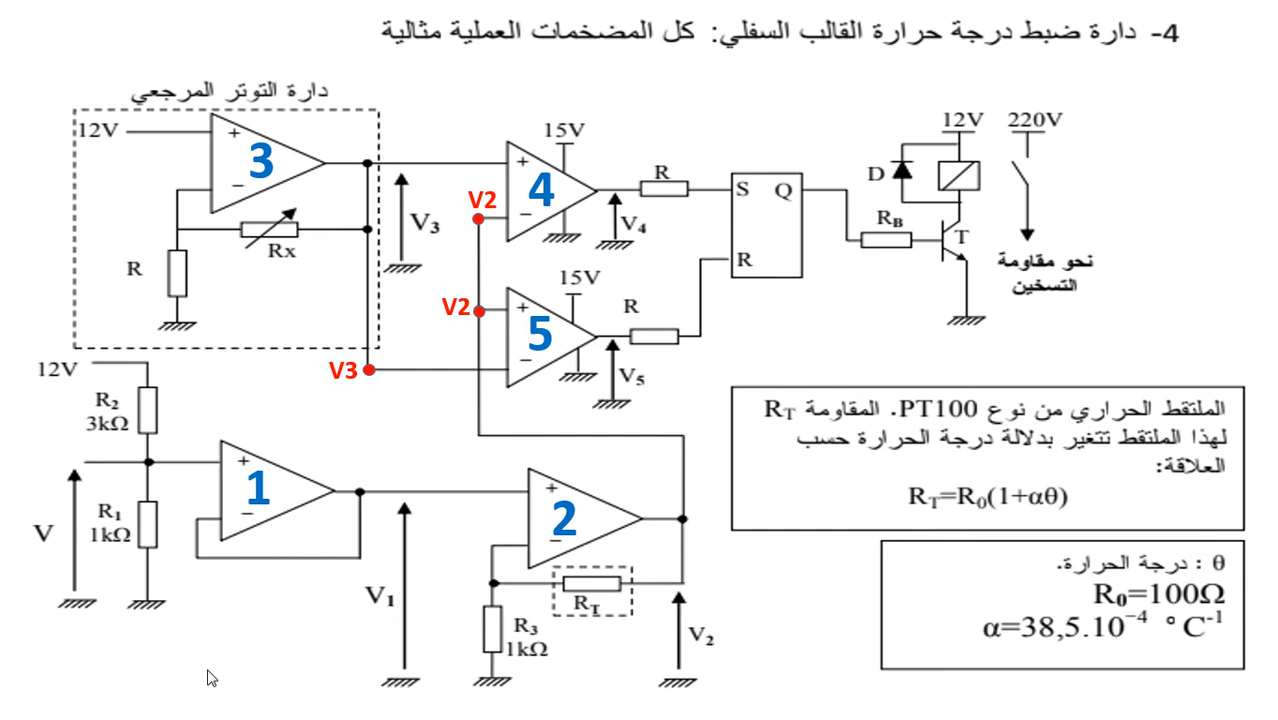 4- دارة ضبط درجة حرارة القالب السفلي: كل المضخمات العملية مثالية
دارة التوتر المرجعي
12V
+
3
−
Rx
R
V3
V3
15V
+
4
−
V2
R
V4
15V
+
5
−
V2
R
V5
S Q
R
RB
D
12V
T
220V
نحو مقاومة
التسخين
12V
R2
3kΩ
R1
1kΩ
V
+
1
−
V1
+
2
−
RT
R3
1kΩ
V2
الملتقط الحراري من نوع PT100. المقاومة RT
لهذا الملتقط تتغير بدلالة درجة الحرارة حسب
العلاقة:
RT=R0(1+αθ)
θ : درجة الحرارة.
R0=100Ω
α=38,5.10⁻⁴ °C⁻¹